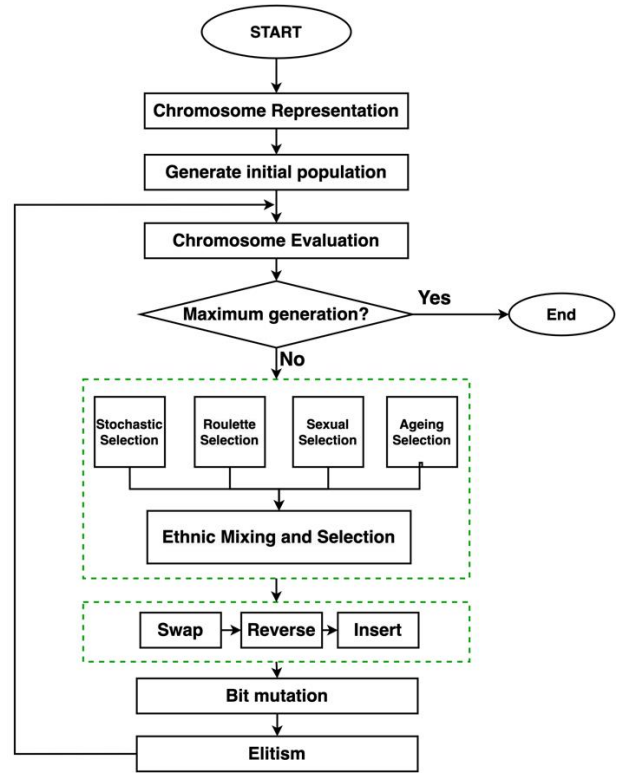 START
Chromosome Representation
Generate initial population
Chromosome Evaluation
Maximum generation?
Yes
End
No
Stochastic
Selection
Roulette
Selection
Sexual
Selection
Ageing
Selection
Ethnic Mixing and Selection
Swap
Reverse
Insert
Bit mutation
Elitism